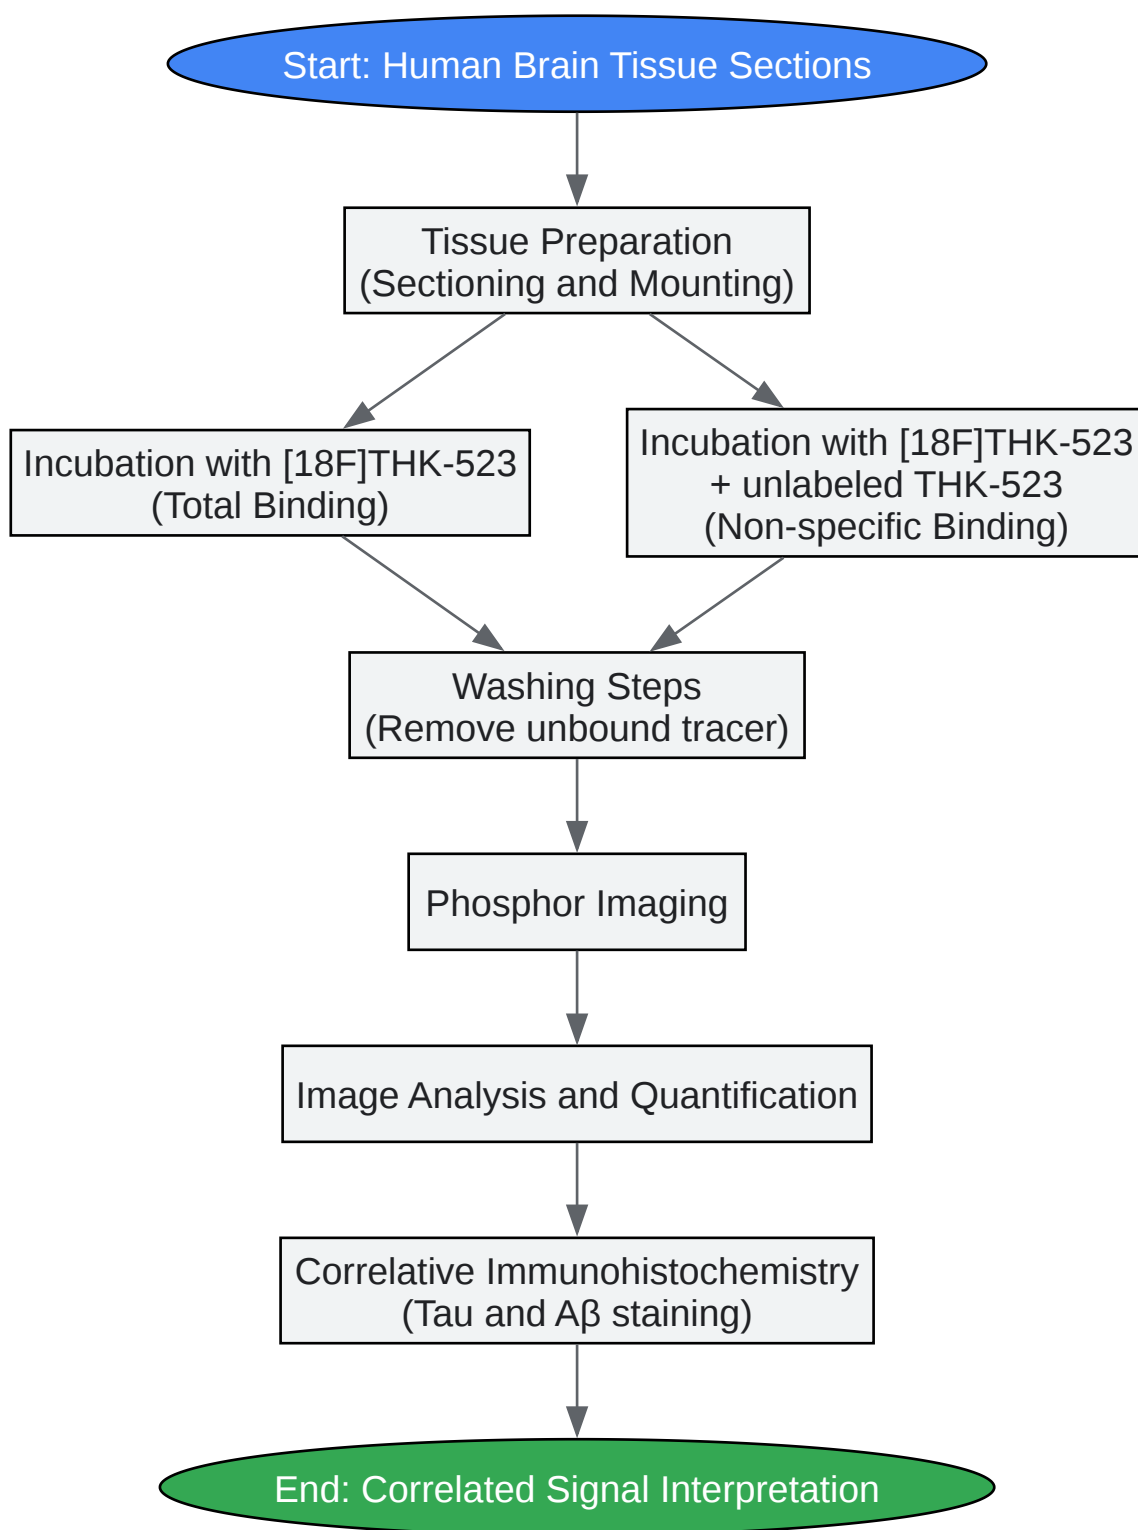 Start: Human Brain Tissue Sections
Tissue Preparation
(Sectioning and Mounting)
Incubation with [18F]THK-523
(Total Binding)
Incubation with [18F]THK-523
+ unlabeled THK-523
(Non-specific Binding)
Washing Steps
(Remove unbound tracer)
Phosphor Imaging
Image Analysis and Quantification
Correlative Immunohistochemistry
(Tau and Aβ staining)
End: Correlated Signal Interpretation